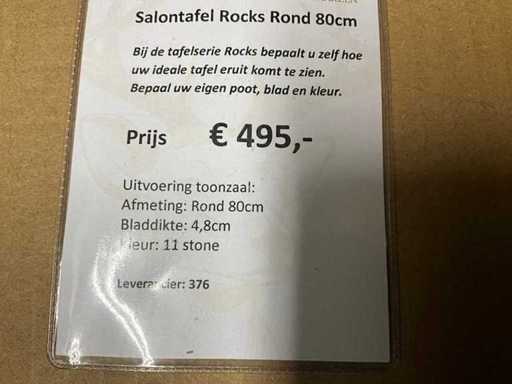 Salontafel Rocks Rond 80cm
Bij de tafelserie Rocks bepaalt u zelf hoe
uw ideale tafel eruit komt te zien.
Bepaal uw eigen poot, blad en kleur.
Prijs € 495,-
Uitvoering toonzaal:
Afmeting: Rond 80cm
Bladdikte: 4,8cm
Kleur: 11 stone
Leverancier: 376